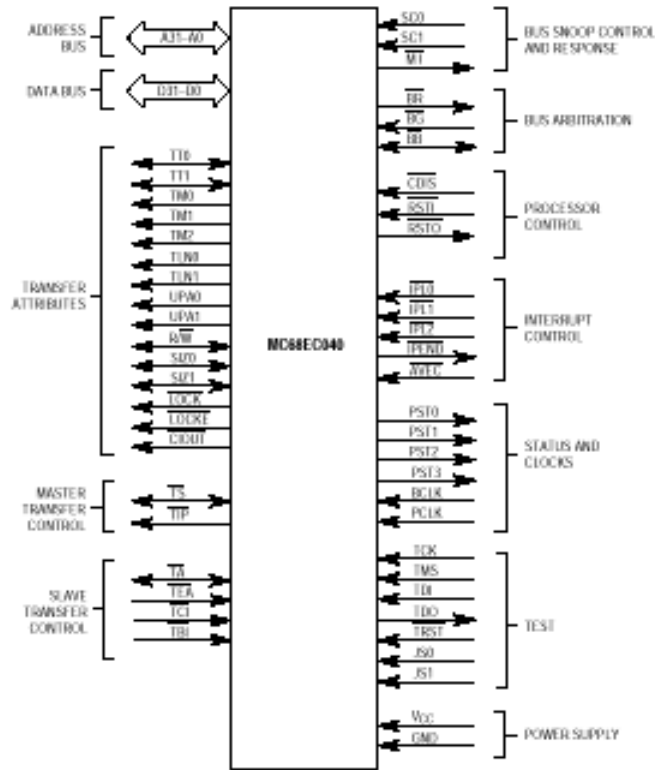 ADDRESS
BUS
A31–A0
DATA BUS
D31–D0
TRANSFER
ATTRIBUTES
TT0
TT1
TM0
TM1
TM2
TLN0
TLN1
UPA0
UPA1
R/W
SIZ0
SIZ1
LOCK
LOCKE
CIOUT
MASTER
TRANSFER
CONTROL
TS
TIP
SLAVE
TRANSFER
CONTROL
TA
TEA
TCI
TBI
MC68EC040
SC0
SC1
MI
BUS SNOOP CONTROL
AND RESPONSE
BR
BG
BB
BUS ARBITRATION
CDIS
RSTI
RSTO
PROCESSOR
CONTROL
IPL0
IPL1
IPL2
IPEND
AVEC
INTERRUPT
CONTROL
PST0
PST1
PST2
PST3
BCLK
PCLK
STATUS AND
CLOCKS
TCK
TMS
TDI
TDO
TRST
JS0
JS1
TEST
VCC
GND
POWER SUPPLY